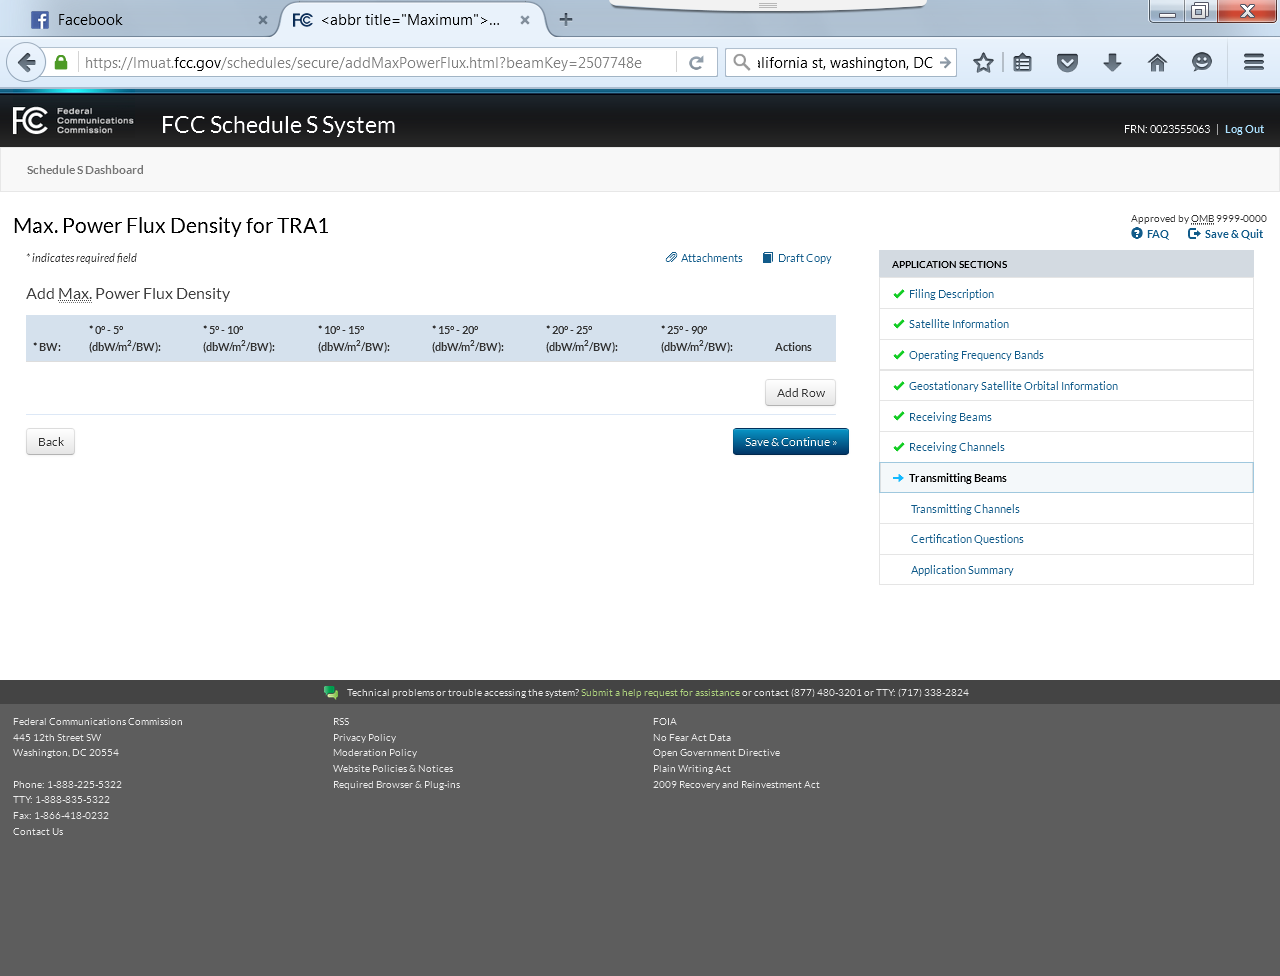 Facebook
<abbr title="Maximum">...
https://lmuat.fcc.gov/schedules/secure/addMaxPowerFlux.html?beamKey=2507748e
alifornia st, washington, DC
FCC
Federal
Communications
Commission
FCC Schedule S System
FRN: 0023555063 | Log Out
Schedule S Dashboard
Max. Power Flux Density for TRA1
Approved by OMB 9999-0000
FAQ
Save & Quit
* indicates required field
Attachments
Draft Copy
Add Max. Power Flux Density
* BW:
* 0º - 5º (dbW/m²/BW):
* 5º - 10º (dbW/m²/BW):
* 10º - 15º (dbW/m²/BW):
* 15º - 20º (dbW/m²/BW):
* 20º - 25º (dbW/m²/BW):
* 25º - 90º (dbW/m²/BW):
Actions
Add Row
Back
Save & Continue »
APPLICATION SECTIONS
Filing Description
Satellite Information
Operating Frequency Bands
Geostationary Satellite Orbital Information
Receiving Beams
Receiving Channels
Transmitting Beams
Transmitting Channels
Certification Questions
Application Summary
Technical problems or trouble accessing the system? Submit a help request for assistance or contact (877) 480-3201 or TTY: (717) 338-2824
Federal Communications Commission
445 12th Street SW
Washington, DC 20554
Phone: 1-888-225-5322
TTY: 1-888-835-5322
Fax: 1-866-418-0232
Contact Us
RSS
Privacy Policy
Moderation Policy
Website Policies & Notices
Required Browser & Plug-ins
FOIA
No Fear Act Data
Open Government Directive
Plain Writing Act
2009 Recovery and Reinvestment Act